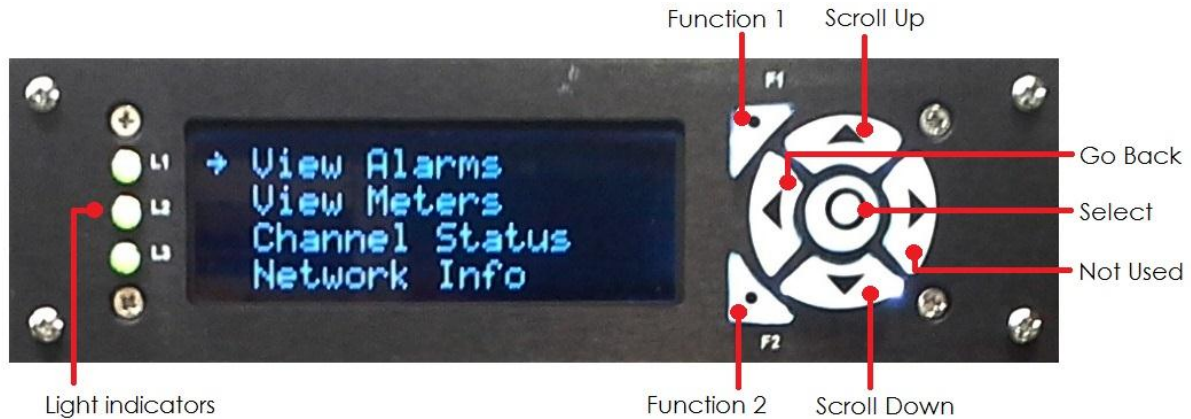 Function 1
Scroll Up
F1
L1
L2
L3
→ View Alarms
View Meters
Channel Status
Network Info
Go Back
Select
Not Used
F2
Light indicators
Function 2
Scroll Down